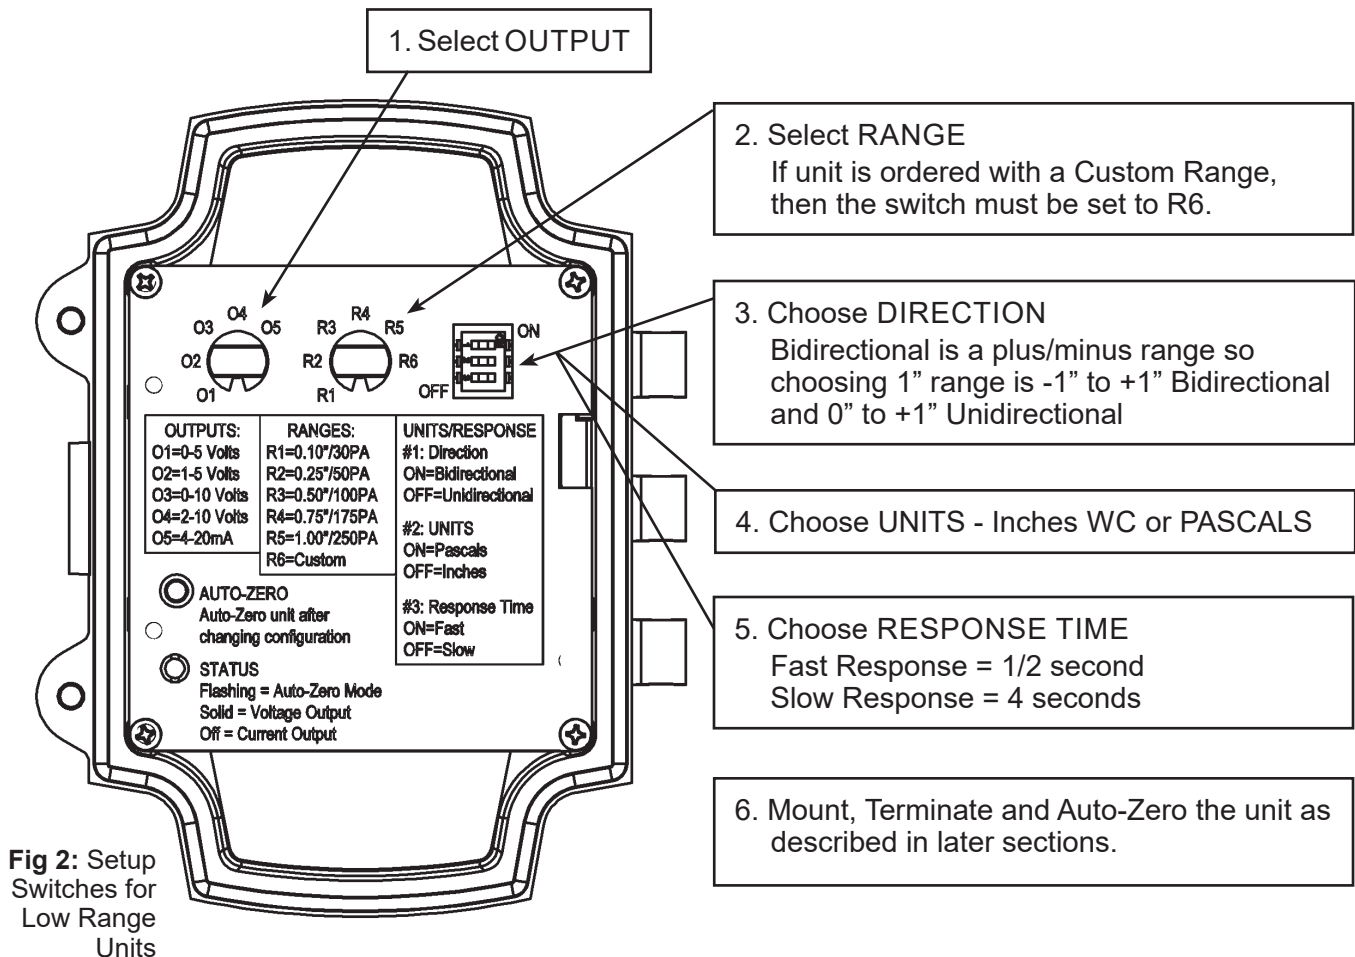 1. Select OUTPUT
2. Select RANGE
If unit is ordered with a Custom Range,
then the switch must be set to R6.
3. Choose DIRECTION
Bidirectional is a plus/minus range so
choosing 1” range is -1” to +1” Bidirectional
and 0” to +1” Unidirectional
4. Choose UNITS - Inches WC or PASCALS
5. Choose RESPONSE TIME
Fast Response = 1/2 second
Slow Response = 4 seconds
6. Mount, Terminate and Auto-Zero the unit as
described in later sections.
O1
O2
O3
O4
O5
R1
R2
R3
R4
R5
R6
ON
OFF
OUTPUTS:
O1=0-5 Volts
O2=1-5 Volts
O3=0-10 Volts
O4=2-10 Volts
O5=4-20mA
RANGES:
R1=0.10"/30PA
R2=0.25"/50PA
R3=0.50"/100PA
R4=0.75"/175PA
R5=1.00"/250PA
R6=Custom
UNITS/RESPONSE
#1: Direction
ON=Bidirectional
OFF=Unidirectional
#2: UNITS
ON=Pascals
OFF=Inches
#3: Response Time
ON=Fast
OFF=Slow
AUTO-ZERO
Auto-Zero unit after
changing configuration
STATUS
Flashing = Auto-Zero Mode
Solid = Voltage Output
Off = Current Output
Fig 2: Setup
Switches for
Low Range
Units